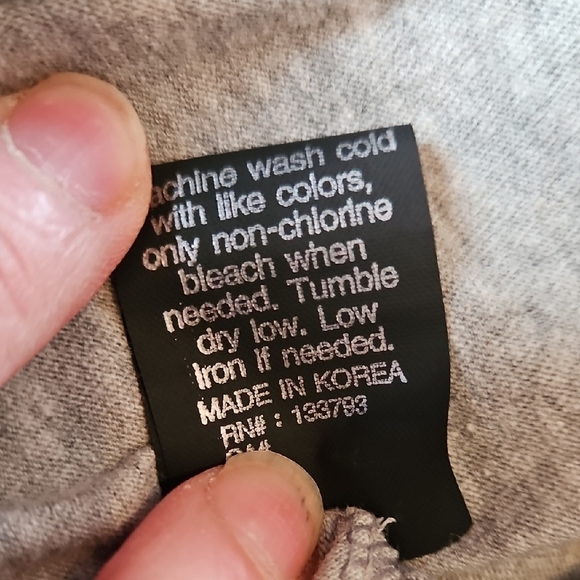 achine wash cold
with like colors,
only non-chlorine
bleach when
needed. Tumble
dry low. Low
Iron if needed.
MADE IN KOREA
RN# : 133793